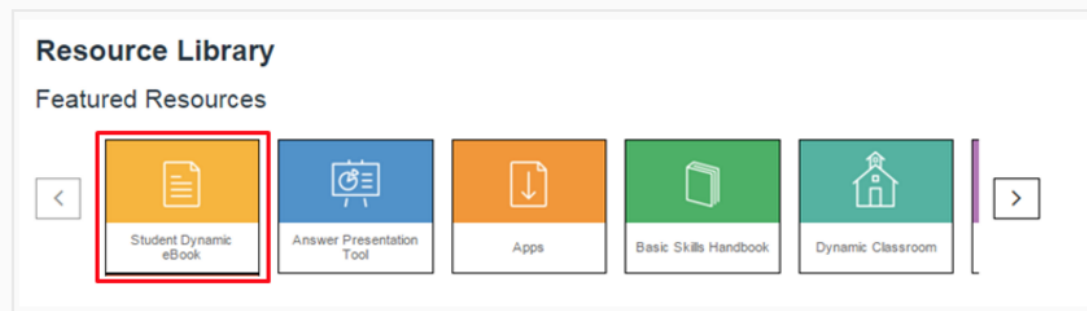 Resource Library
Featured Resources
Student Dynamic
eBook
Answer Presentation
Tool
Apps
Basic Skills Handbook
Dynamic Classroom